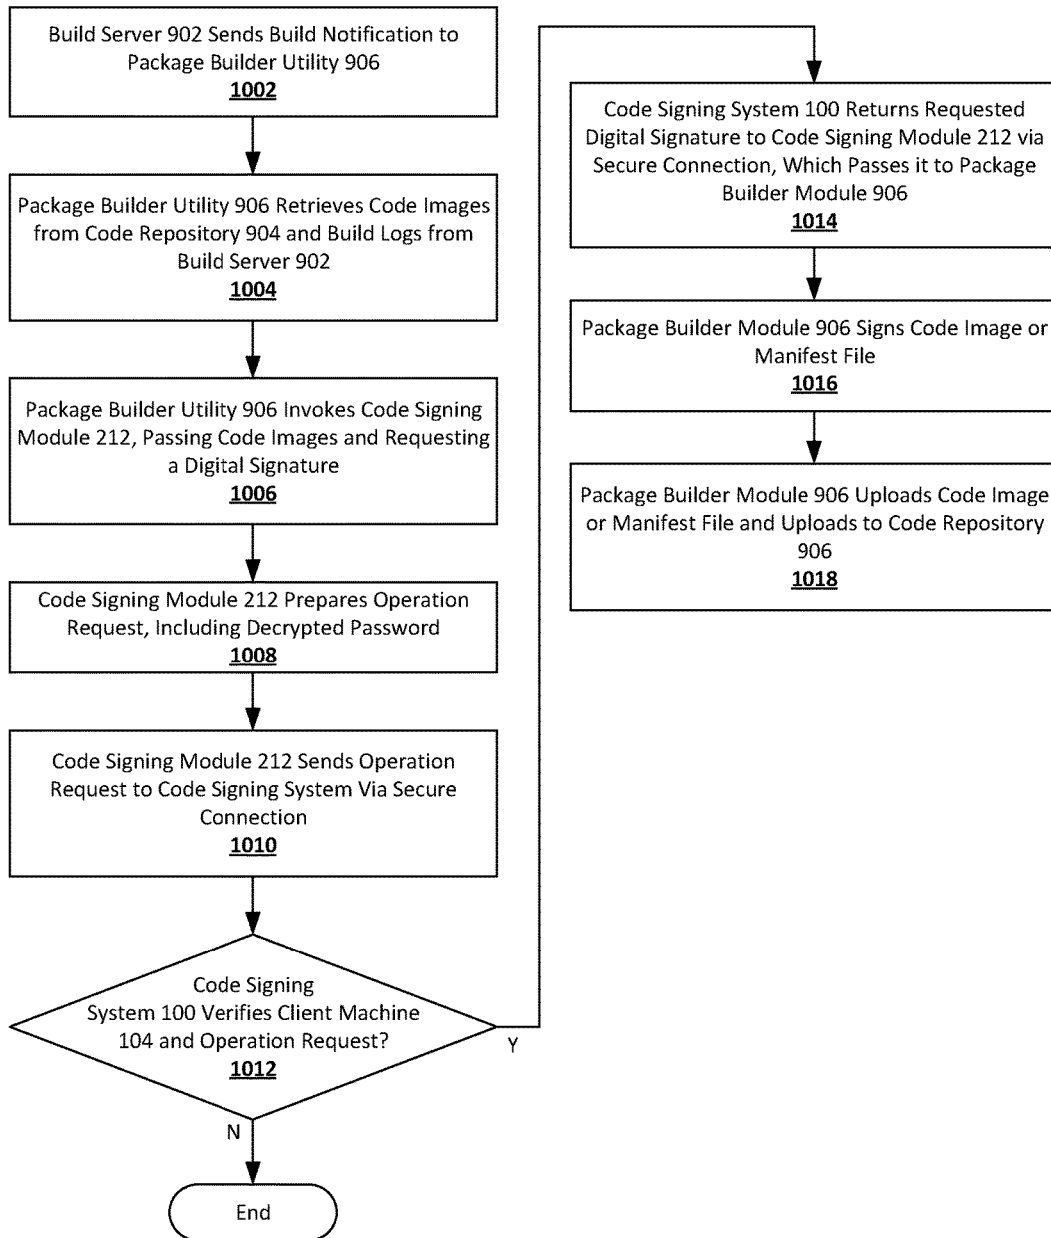 Build Server 902 Sends Build Notification to
Package Builder Utility 906
1002
Package Builder Utility 906 Retrieves Code Images
from Code Repository 904 and Build Logs from
Build Server 902
1004
Package Builder Utility 906 Invokes Code Signing
Module 212, Passing Code Images and Requesting
a Digital Signature
1006
Code Signing Module 212 Prepares Operation
Request, Including Decrypted Password
1008
Code Signing Module 212 Sends Operation
Request to Code Signing System Via Secure
Connection
1010
Code Signing
System 100 Verifies Client Machine
104 and Operation Request?
1012
Y
N
End
Code Signing System 100 Returns Requested
Digital Signature to Code Signing Module 212 via
Secure Connection, Which Passes it to Package
Builder Module 906
1014
Package Builder Module 906 Signs Code Image or
Manifest File
1016
Package Builder Module 906 Uploads Code Image
or Manifest File and Uploads to Code Repository
906
1018